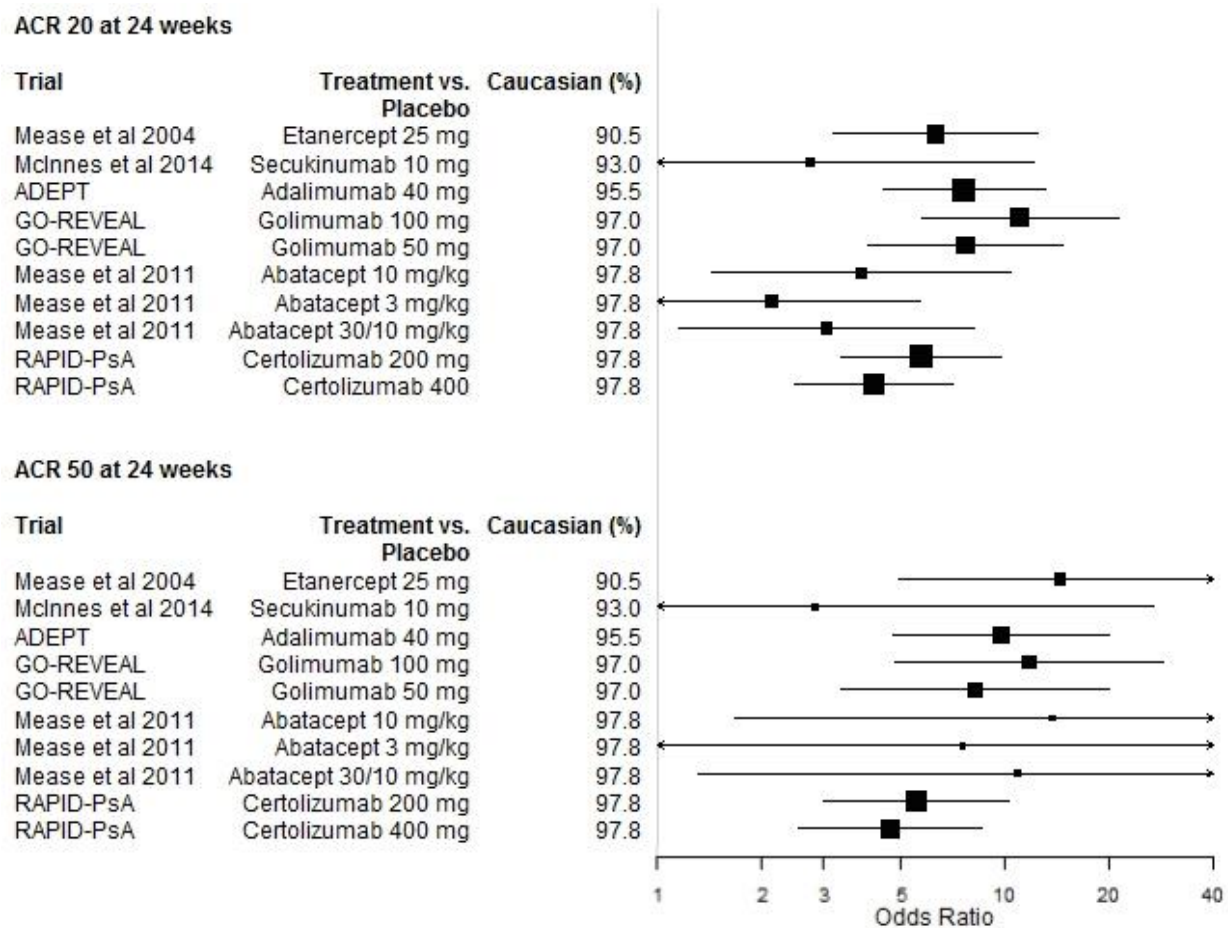 ACR 20 at 24 weeks
Trial Treatment vs. Caucasian (%)
Placebo
Mease et al 2004 Etanercept 25 mg 90.5
McInnes et al 2014 Secukinumab 10 mg 93.0
ADEPT Adalimumab 40 mg 95.5
GO-REVEAL Golimumab 100 mg 97.0
GO-REVEAL Golimumab 50 mg 97.0
Mease et al 2011 Abatacept 10 mg/kg 97.8
Mease et al 2011 Abatacept 3 mg/kg 97.8
Mease et al 2011 Abatacept 30/10 mg/kg 97.8
RAPID-PsA Certolizumab 200 mg 97.8
RAPID-PsA Certolizumab 400 97.8
ACR 50 at 24 weeks
Trial Treatment vs. Caucasian (%)
Placebo
Mease et al 2004 Etanercept 25 mg 90.5
McInnes et al 2014 Secukinumab 10 mg 93.0
ADEPT Adalimumab 40 mg 95.5
GO-REVEAL Golimumab 100 mg 97.0
GO-REVEAL Golimumab 50 mg 97.0
Mease et al 2011 Abatacept 10 mg/kg 97.8
Mease et al 2011 Abatacept 3 mg/kg 97.8
Mease et al 2011 Abatacept 30/10 mg/kg 97.8
RAPID-PsA Certolizumab 200 mg 97.8
RAPID-PsA Certolizumab 400 mg 97.8
1 2 3 5 10 20 40
Odds Ratio